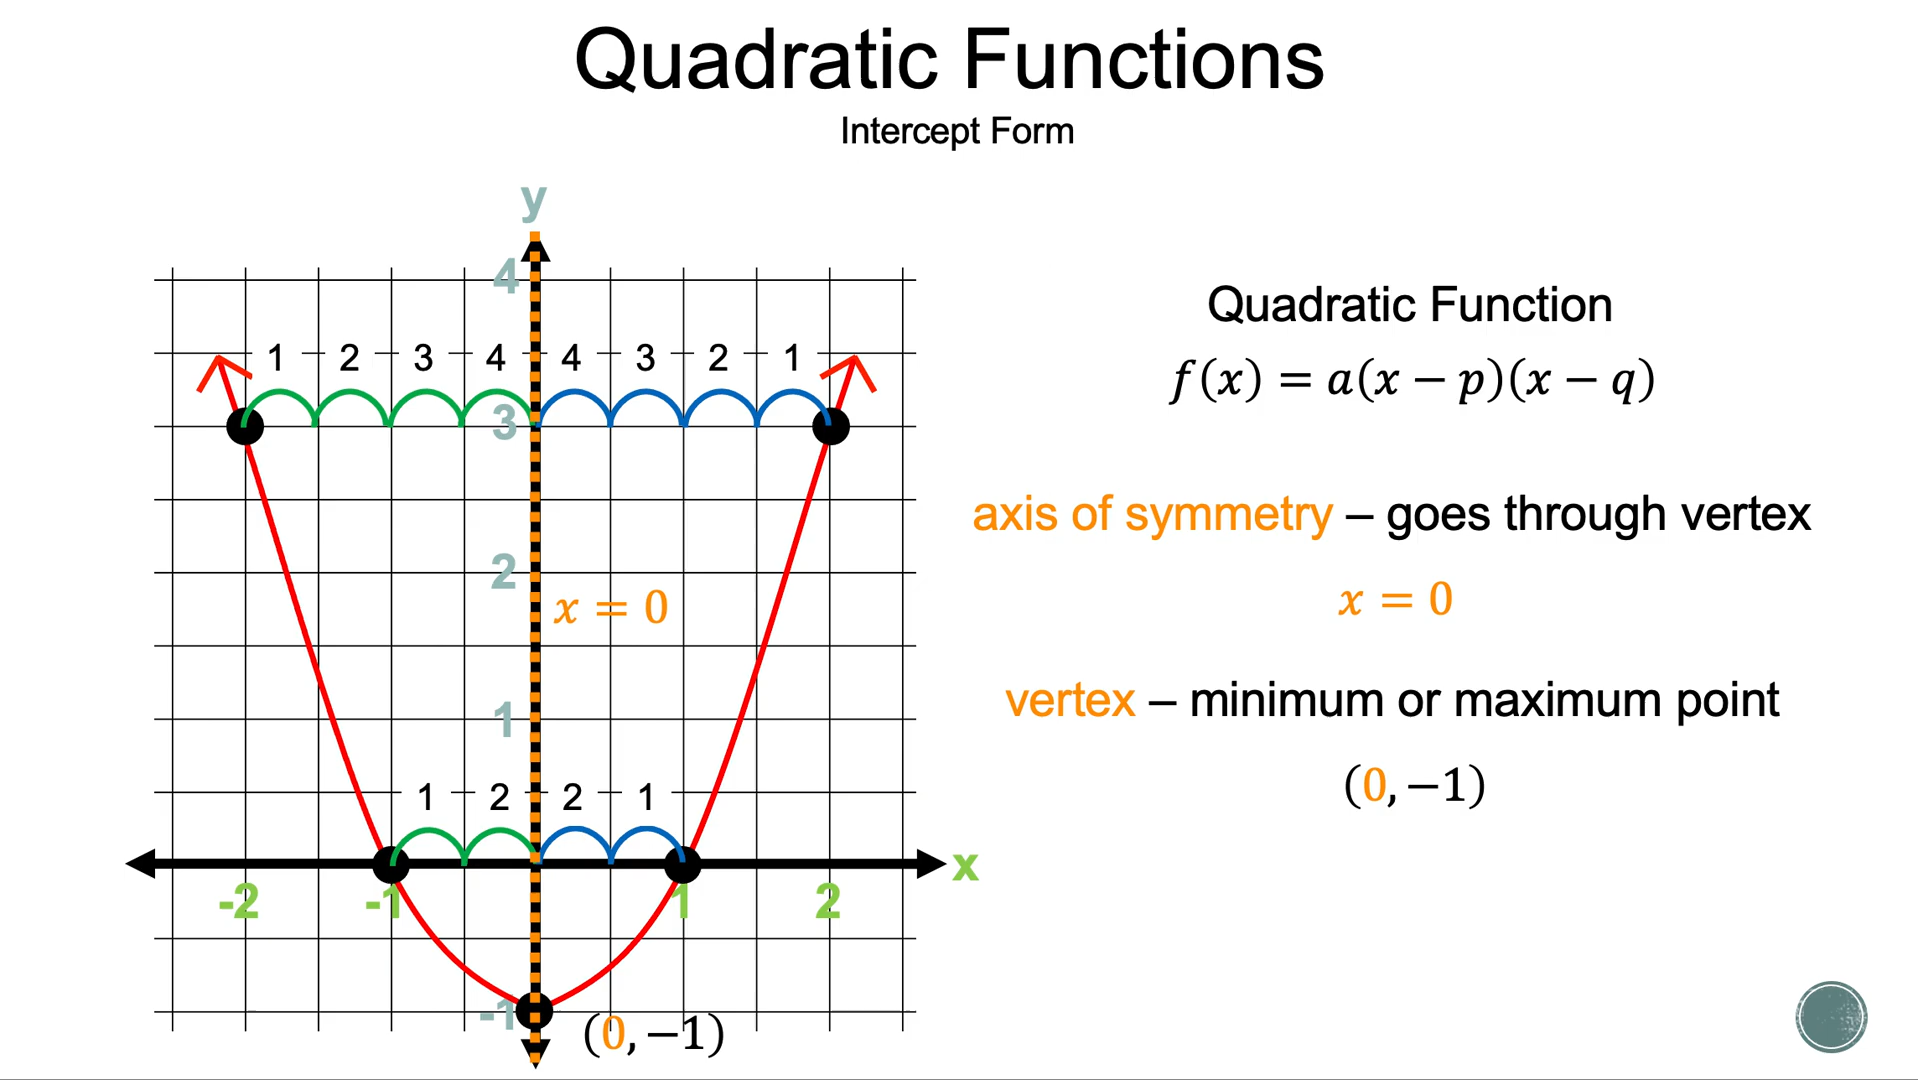 Quadratic Functions
Intercept Form
y
4
1 2 3 4 4 3 2 1
3
2
x = 0
1
1 2 2 1
x
-2 -1 1 2
-1
(0, −1)
Quadratic Function
f(x) = a(x − p)(x − q)
axis of symmetry – goes through vertex
x = 0
vertex – minimum or maximum point
(0, −1)